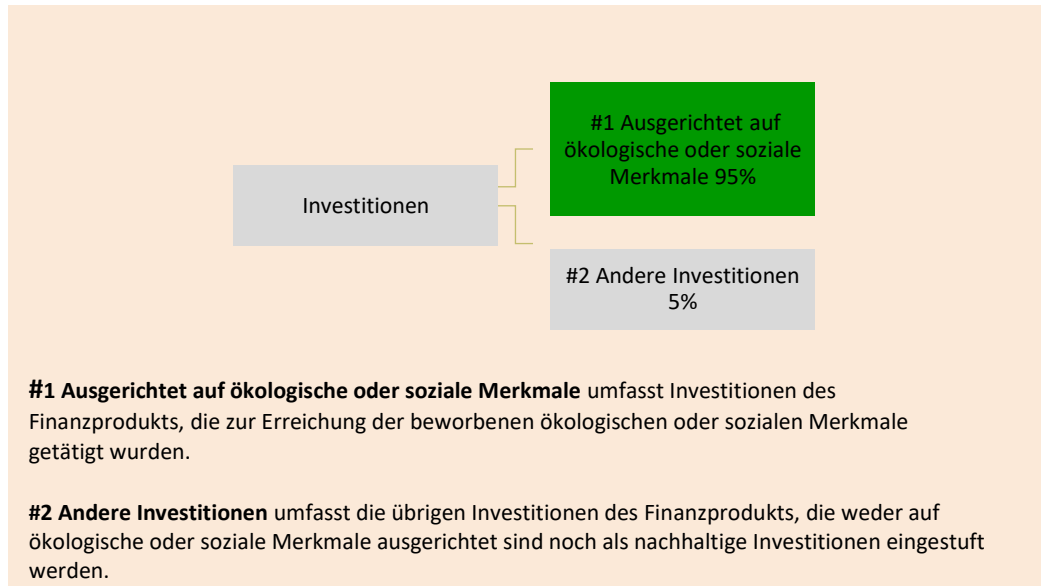 #1 Ausgerichtet auf
ökologische oder soziale
Merkmale 95%
Investitionen
#2 Andere Investitionen
5%
#1 Ausgerichtet auf ökologische oder soziale Merkmale umfasst Investitionen des
Finanzprodukts, die zur Erreichung der beworbenen ökologischen oder sozialen Merkmale
getätigt wurden.
#2 Andere Investitionen umfasst die übrigen Investitionen des Finanzprodukts, die weder auf
ökologische oder soziale Merkmale ausgerichtet sind noch als nachhaltige Investitionen eingestuft
werden.